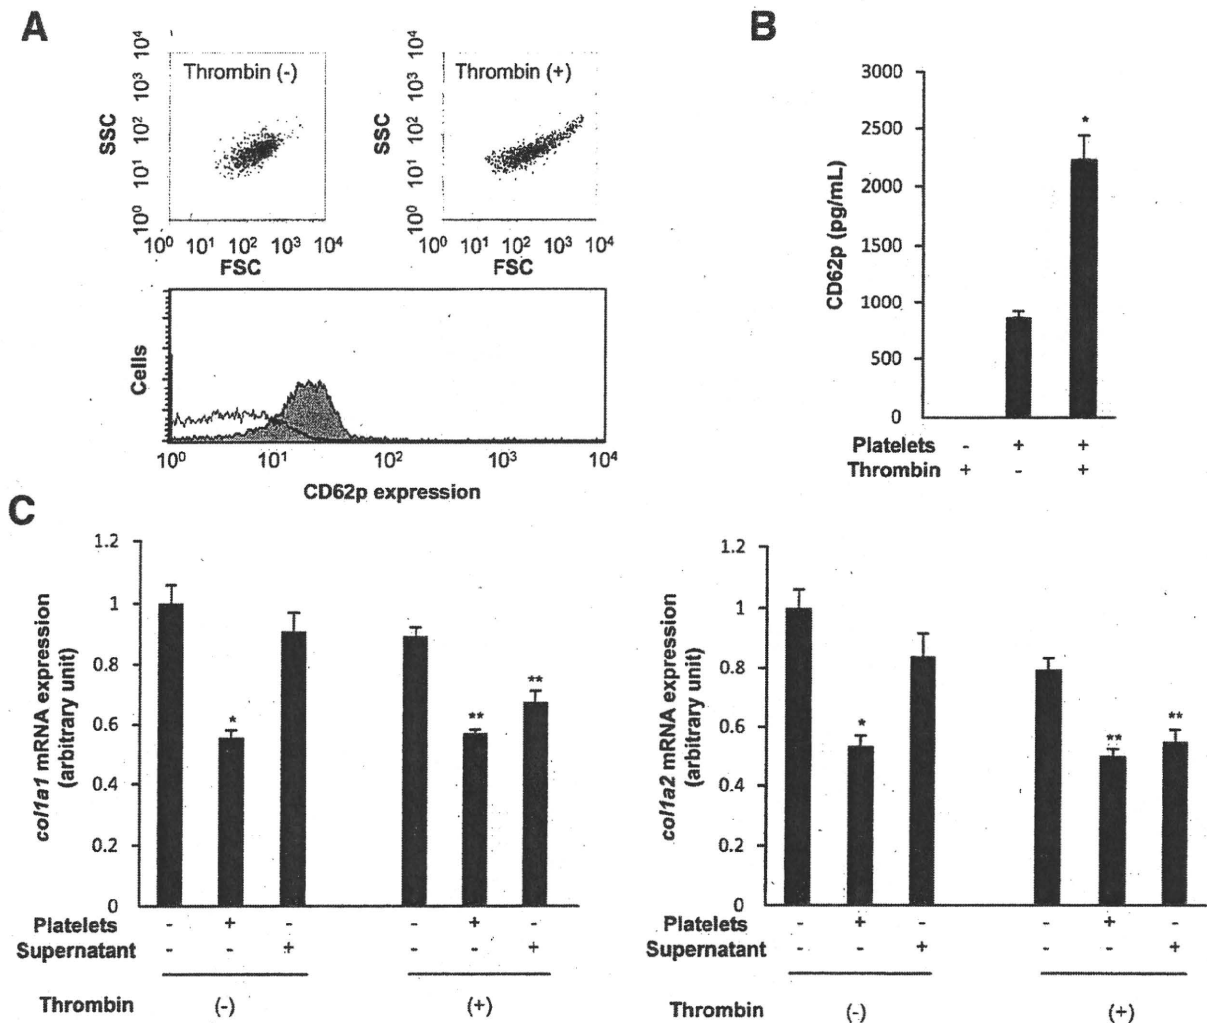 A
Thrombin (-)
SSC
10⁰ 10¹ 10² 10³ 10⁴
10⁰ 10¹ 10² 10³ 10⁴
FSC
Thrombin (+)
SSC
10⁰ 10¹ 10² 10³ 10⁴
10⁰ 10¹ 10² 10³ 10⁴
FSC
Cells
10⁰ 10¹ 10² 10³ 10⁴
CD62p expression
B
CD62p (pg/mL)
3000
2500
2000
1500
1000
500
0
*
Platelets - + +
Thrombin + - +
C
col1a1 mRNA expression
(arbitrary unit)
1.2
1
0.8
0.6
0.4
0.2
0
* ** **
Platelets - + - - + -
Supernatant - - + - - +
Thrombin (-) (+)
col1a2 mRNA expression
(arbitrary unit)
1.2
1
0.8
0.6
0.4
0.2
0
* ** **
Platelets - + - - + -
Supernatant - - + - - +
Thrombin (-) (+)